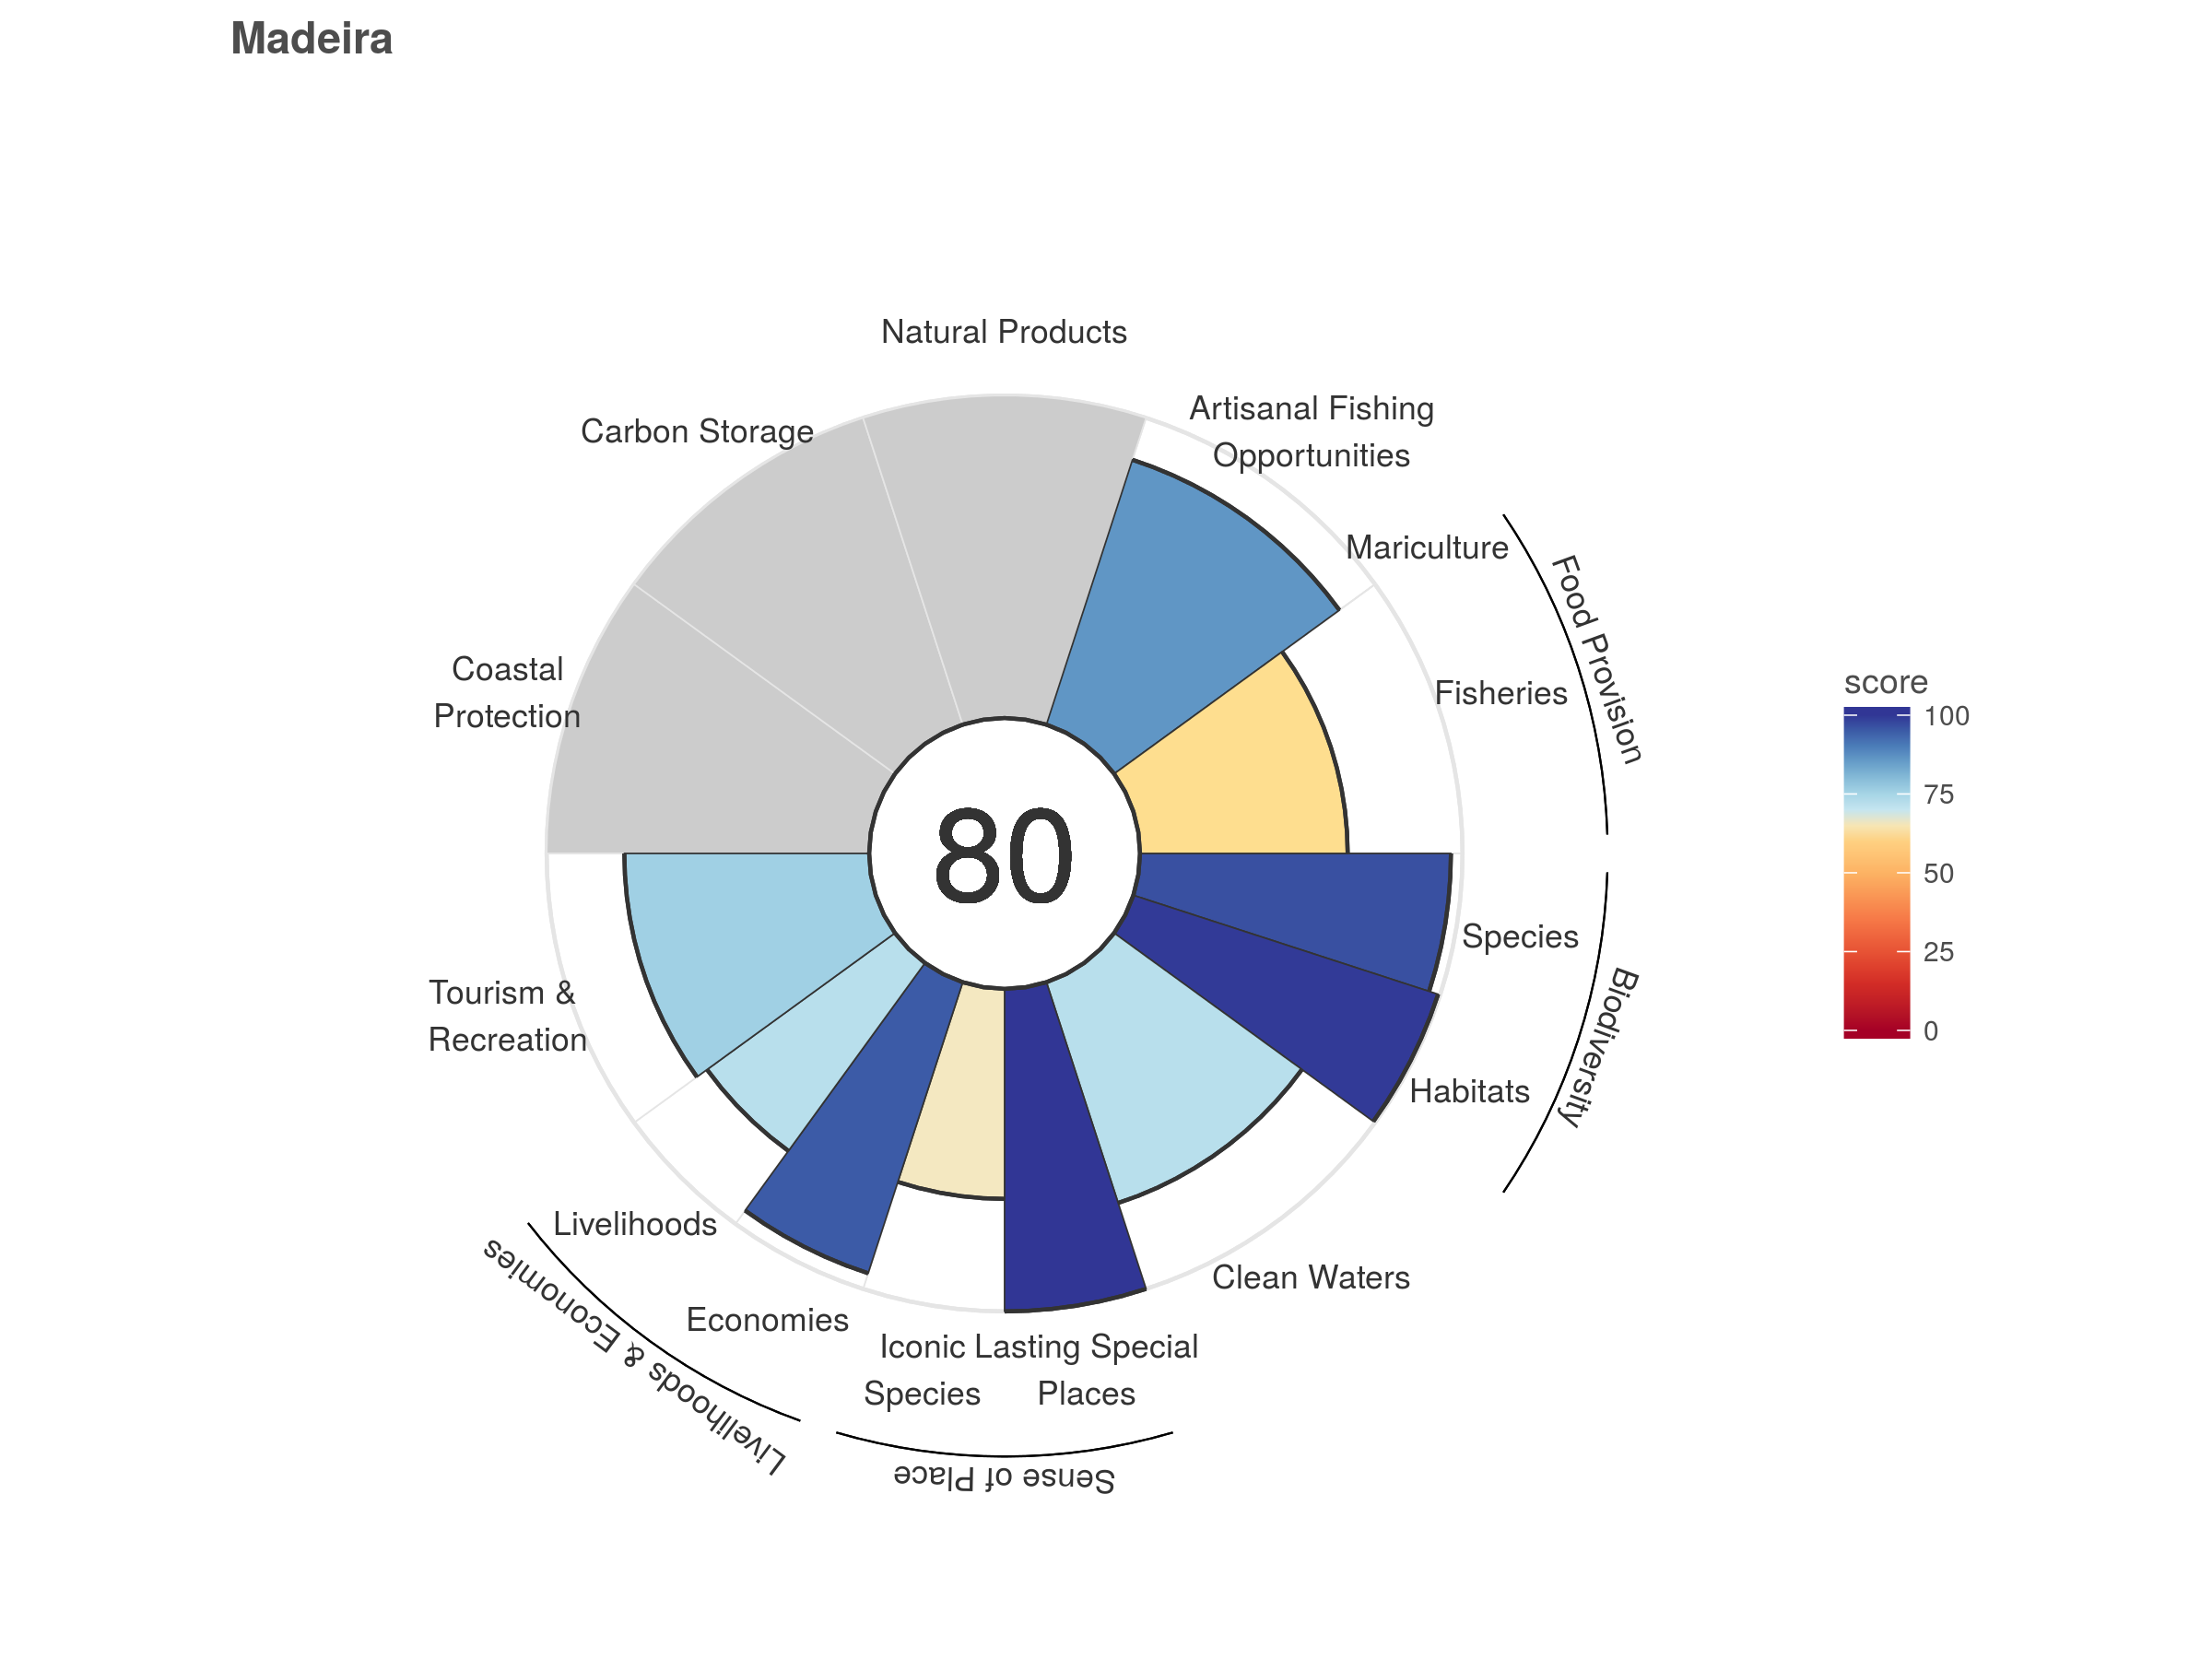 Madeira
Natural Products
Artisanal Fishing
Opportunities
Carbon Storage
Mariculture
Food Provision
Fisheries
Coastal
Protection
score
100
75
50
25
0
80
Species
Biodiversity
Tourism &
Recreation
Habitats
Livelihoods
Clean Waters
Economies
Livelihoods & Economies
Iconic
Species
Lasting Special
Places
Sense of Place